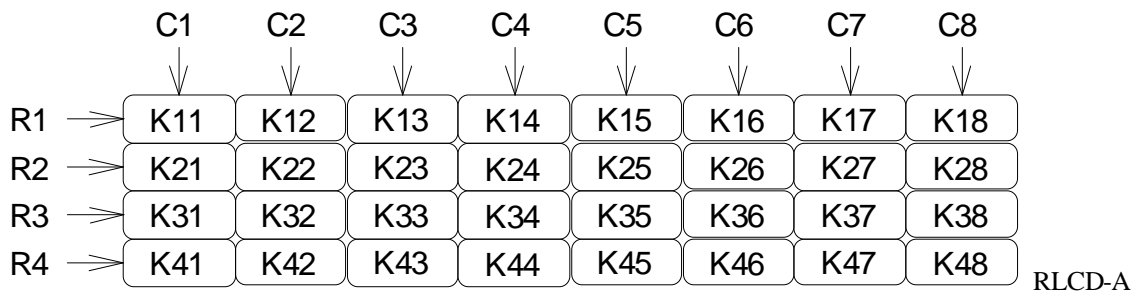 C1 C2 C3 C4 C5 C6 C7 C8
R1 K11 K12 K13 K14 K15 K16 K17 K18
R2 K21 K22 K23 K24 K25 K26 K27 K28
R3 K31 K32 K33 K34 K35 K36 K37 K38
R4 K41 K42 K43 K44 K45 K46 K47 K48
RLCD-A